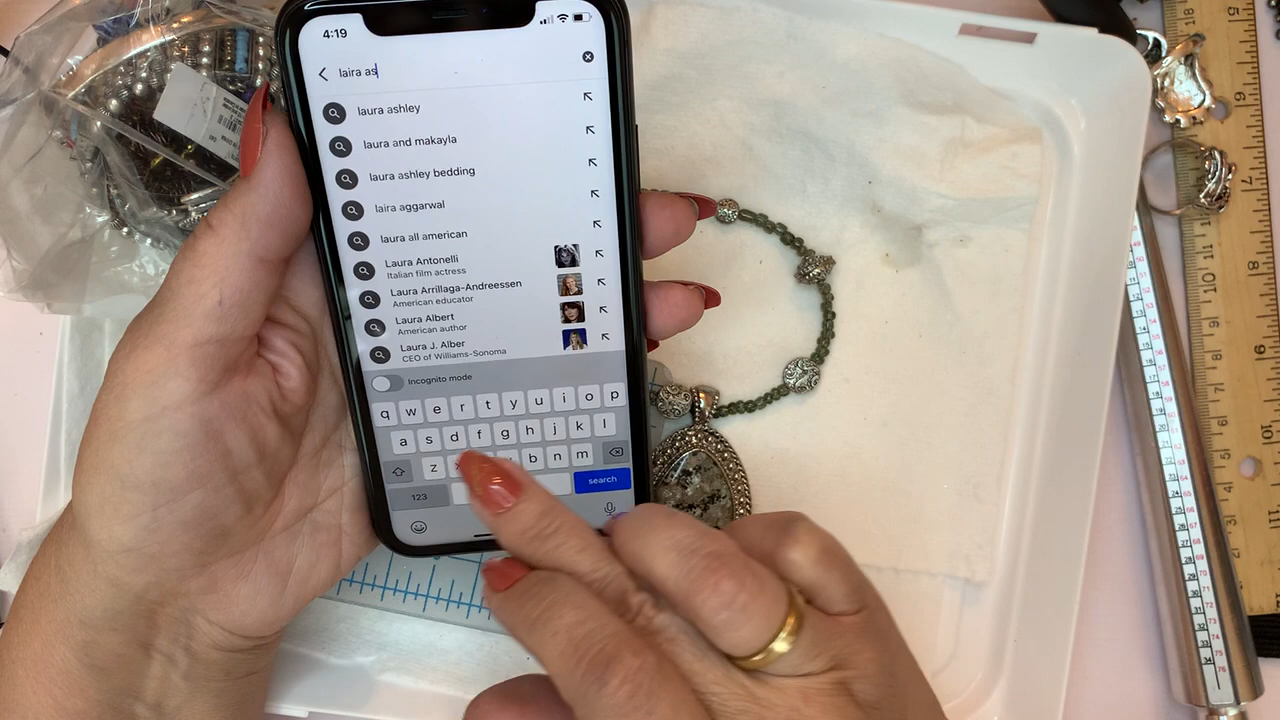 4:19
laira as
laura ashley
laura and makayla
laura ashley bedding
laira aggarwal
laura all american
Laura Antonelli
Italian film actress
Laura Arrillaga-Andreessen
American educator
Laura Albert
American author
Laura J. Alber
CEO of Williams-Sonoma
Incognito mode
q w e r t y u i o p
a s d f g h j k l
z b n m
123 search